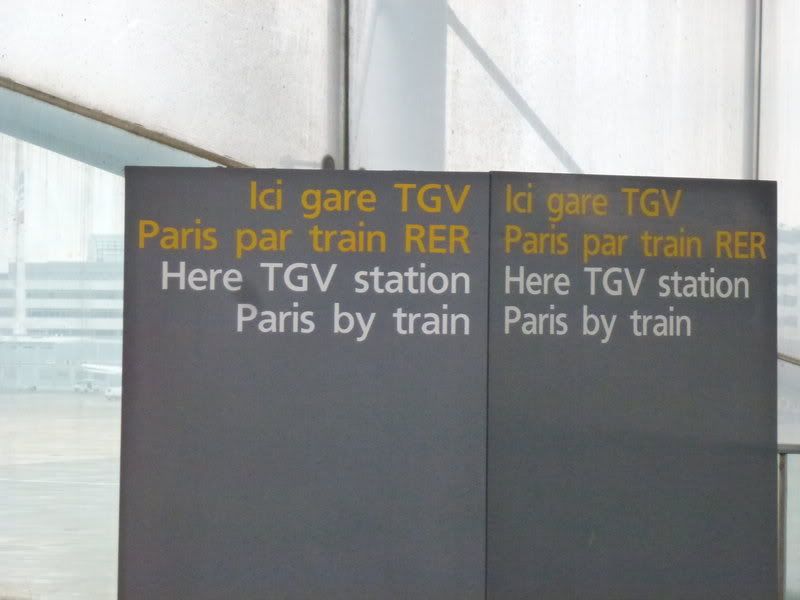 Ici gare TGV
Paris par train RER
Here TGV station
Paris by train
Ici gare TGV
Paris par train RER
Here TGV station
Paris by train